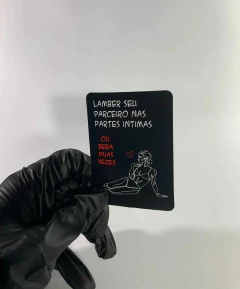 LAMBER SEU
PARCEIRO NAS
PARTES INTIMAS
OU
BEBA
DUAS
VEZES